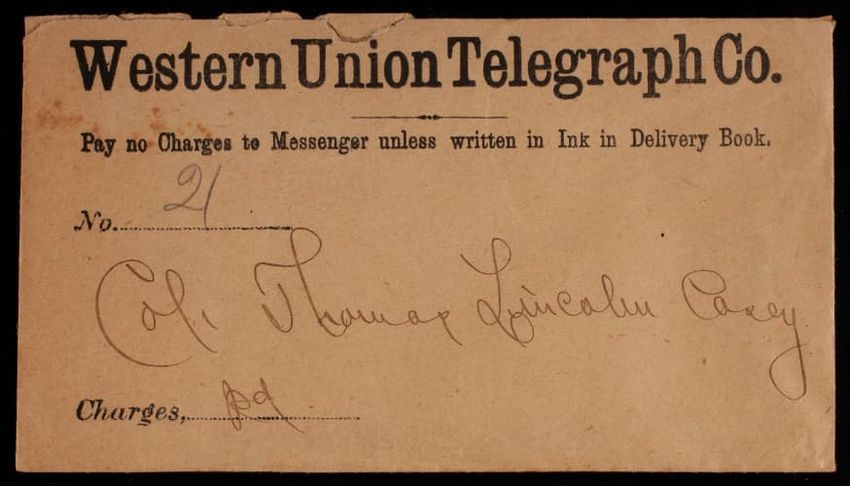 Western Union Telegraph Co.
Pay no Charges to Messenger unless written in Ink in Delivery Book.
No. 21
Col. Thomas Lincoln Casey
Charges, pd